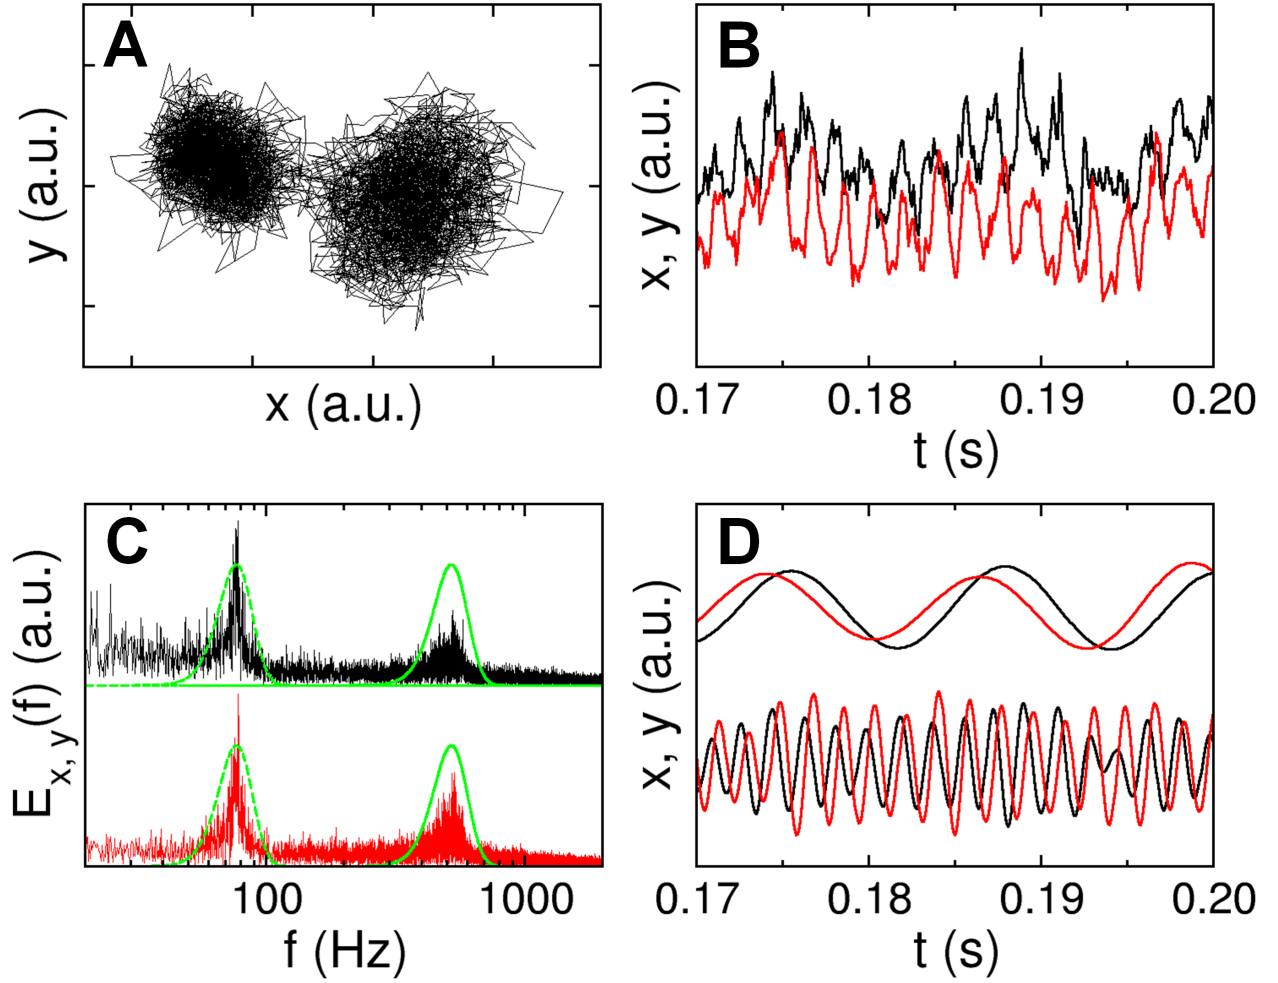 A
y (a.u.)
x (a.u.)
B
x, y (a.u.)
0.17 0.18 0.19 0.20
t (s)
C
E x, y (f) (a.u.)
100 1000
f (Hz)
D
x, y (a.u.)
0.17 0.18 0.19 0.20
t (s)